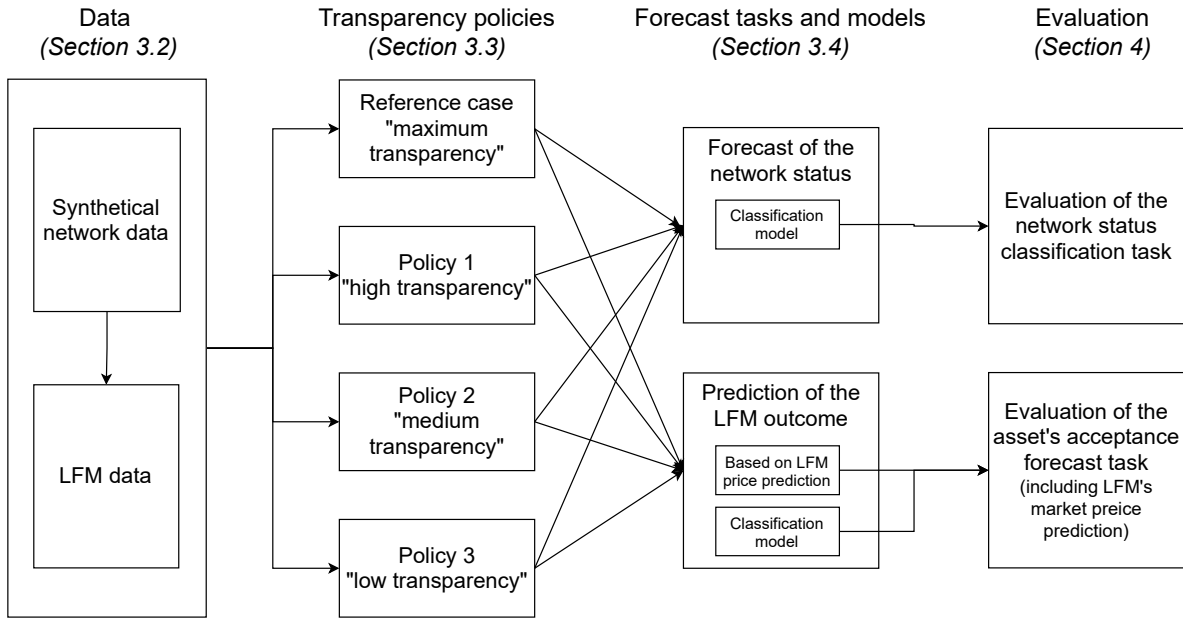 Data
(Section 3.2)
Transparency policies
(Section 3.3)
Forecast tasks and models
(Section 3.4)
Evaluation
(Section 4)
Synthetical
network data
LFM data
Reference case
"maximum
transparency"
Policy 1
"high transparency"
Policy 2
"medium
transparency"
Policy 3
"low transparency"
Forecast of the
network status
Classification
model
Prediction of the
LFM outcome
Based on LFM
price prediction
Classification
model
Evaluation of the
network status
classification task
Evaluation of the
asset's acceptance
forecast task
(including LFM's
market preice
prediction)